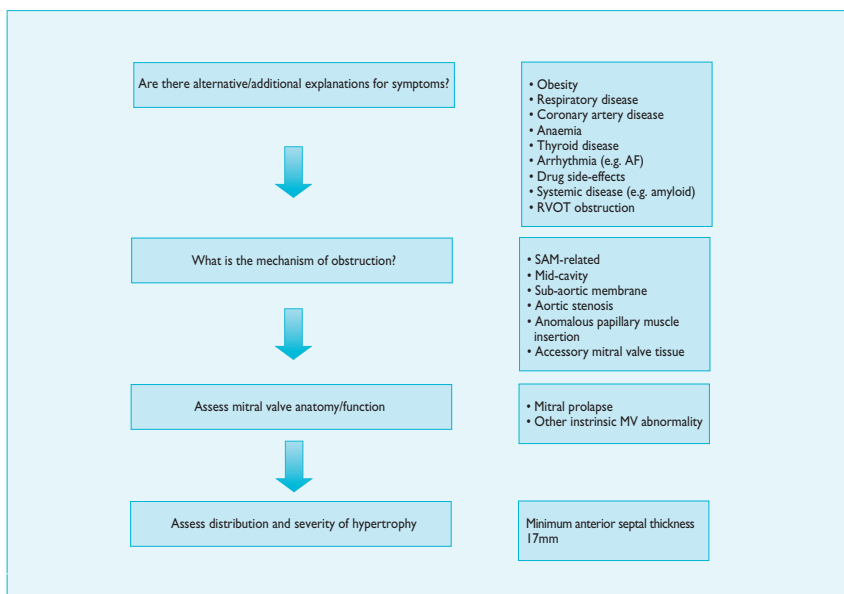 Are there alternative/additional explanations for symptoms?
• Obesity
• Respiratory disease
• Coronary artery disease
• Anaemia
• Thyroid disease
• Arrhythmia (e.g. AF)
• Drug side-effects
• Systemic disease (e.g. amyloid)
• RVOT obstruction
What is the mechanism of obstruction?
• SAM-related
• Mid-cavity
• Sub-aortic membrane
• Aortic stenosis
• Anomalous papillary muscle
insertion
• Accessory mitral valve tissue
Assess mitral valve anatomy/function
• Mitral prolapse
• Other instrinsic MV abnormality
Assess distribution and severity of hypertrophy
Minimum anterior septal thickness
17mm